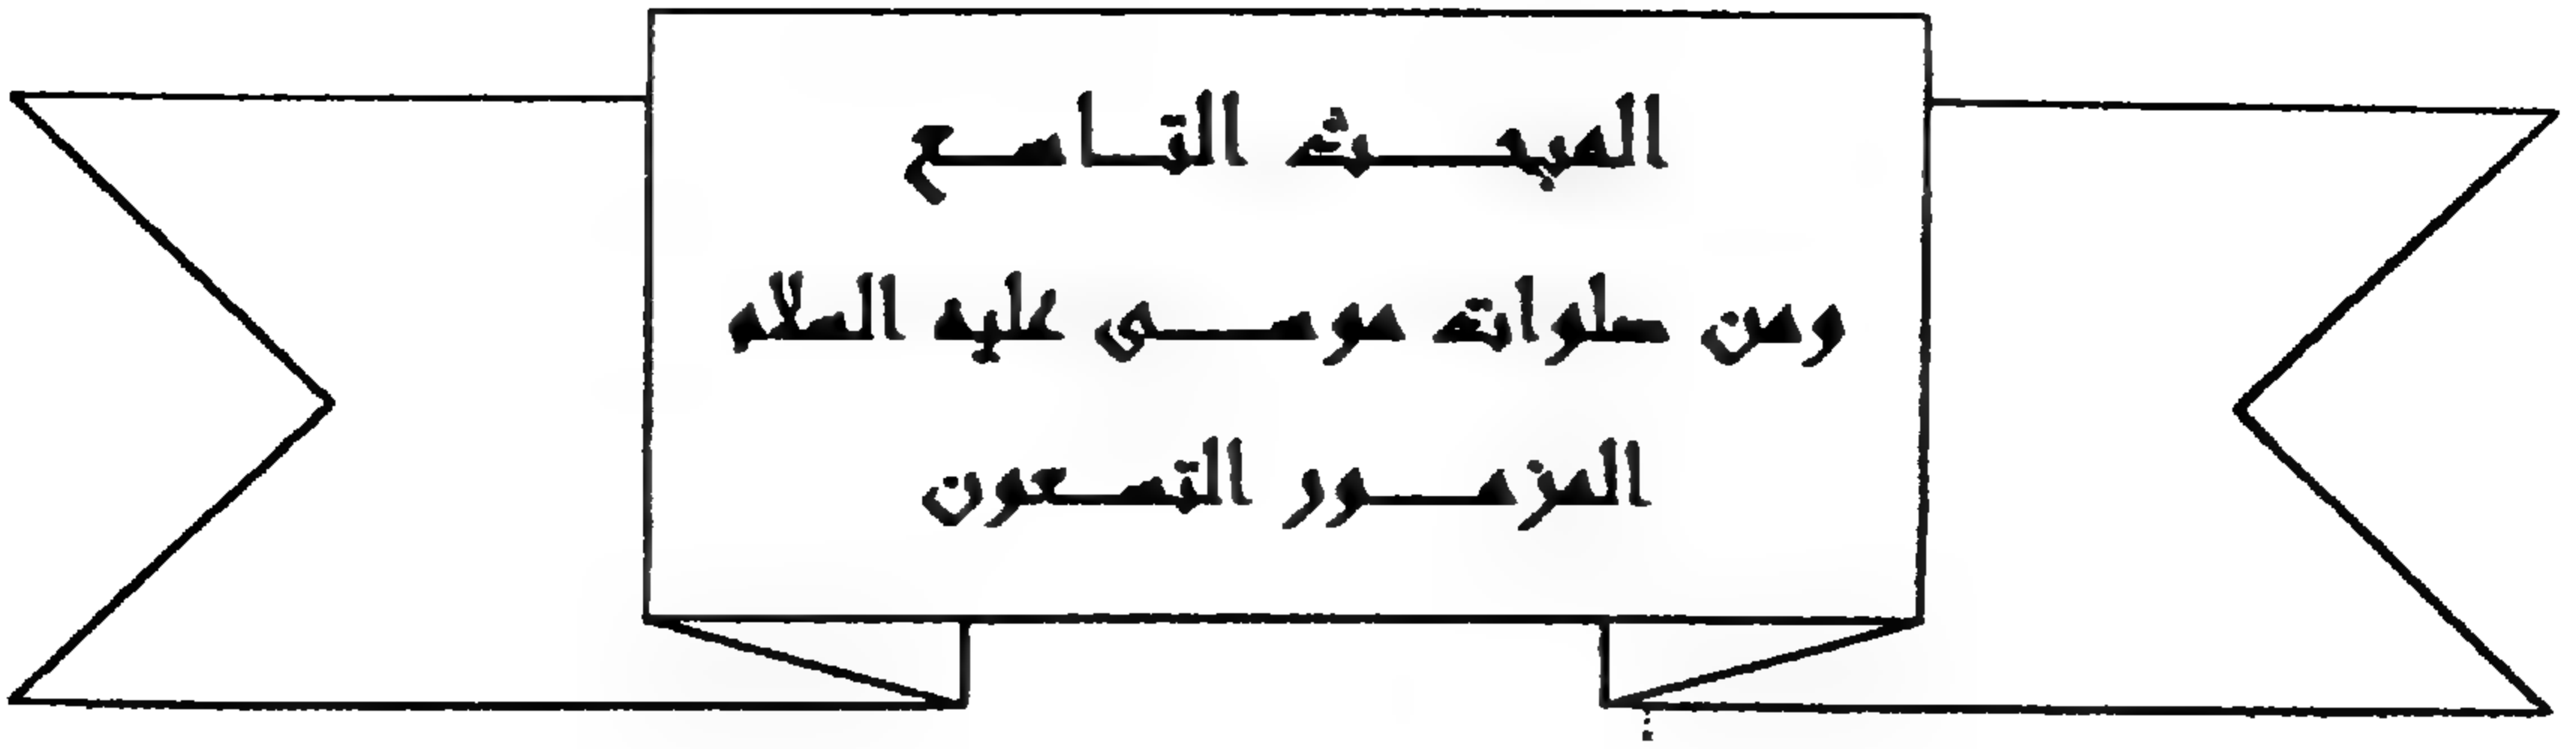 المبحث التاسع
ومن صلوات موسى عليه السلام
المزمور التسعون